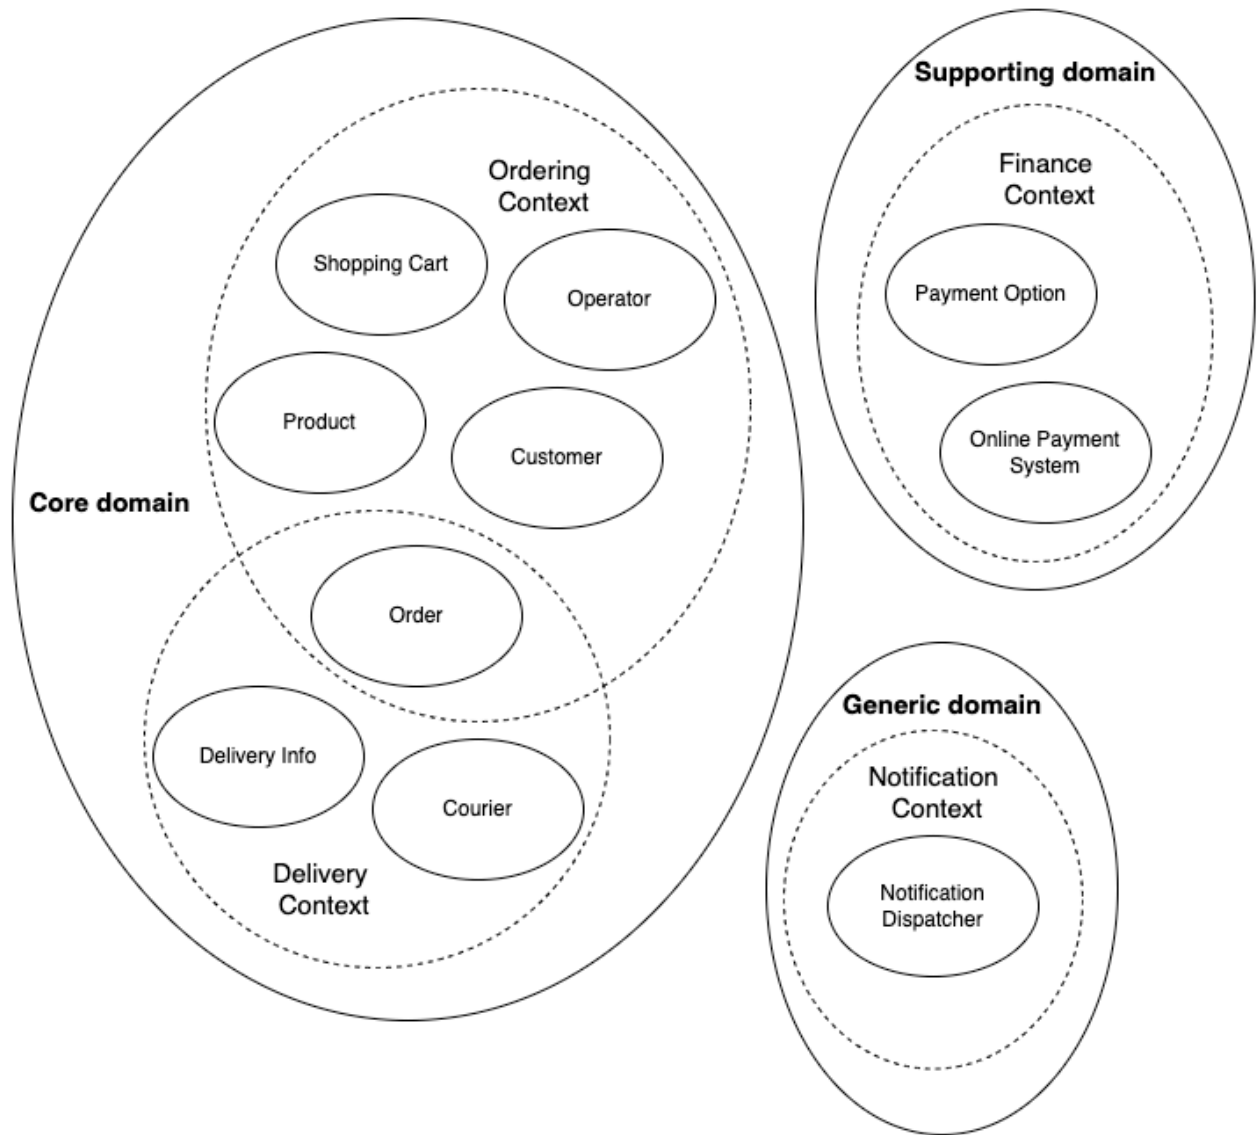 Supporting domain
Ordering
Context
Finance
Context
Shopping Cart
Operator
Payment Option
Product
Customer
Online Payment
System
Core domain
Order
Generic domain
Delivery Info
Courier
Notification
Context
Delivery
Context
Notification
Dispatcher